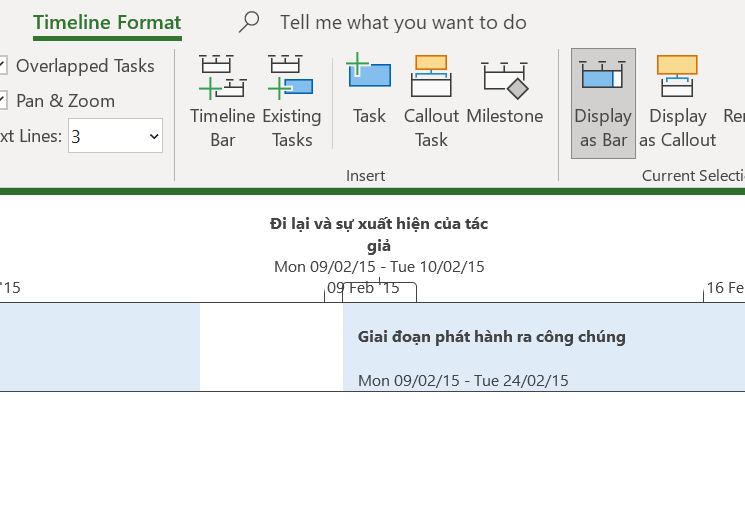 Timeline Format
Tell me what you want to do
Overlapped Tasks
Pan & Zoom
xt Lines: 3
Timeline Bar
Existing Tasks
Task
Callout Task
Milestone
Insert
Display as Bar
Display as Callout
Re
Current Selecti
Đi lại và sự xuất hiện của tác
giả
Mon 09/02/15 - Tue 10/02/15
'15
09 Feb '15
16 Fe
Giai đoạn phát hành ra công chúng
Mon 09/02/15 - Tue 24/02/15